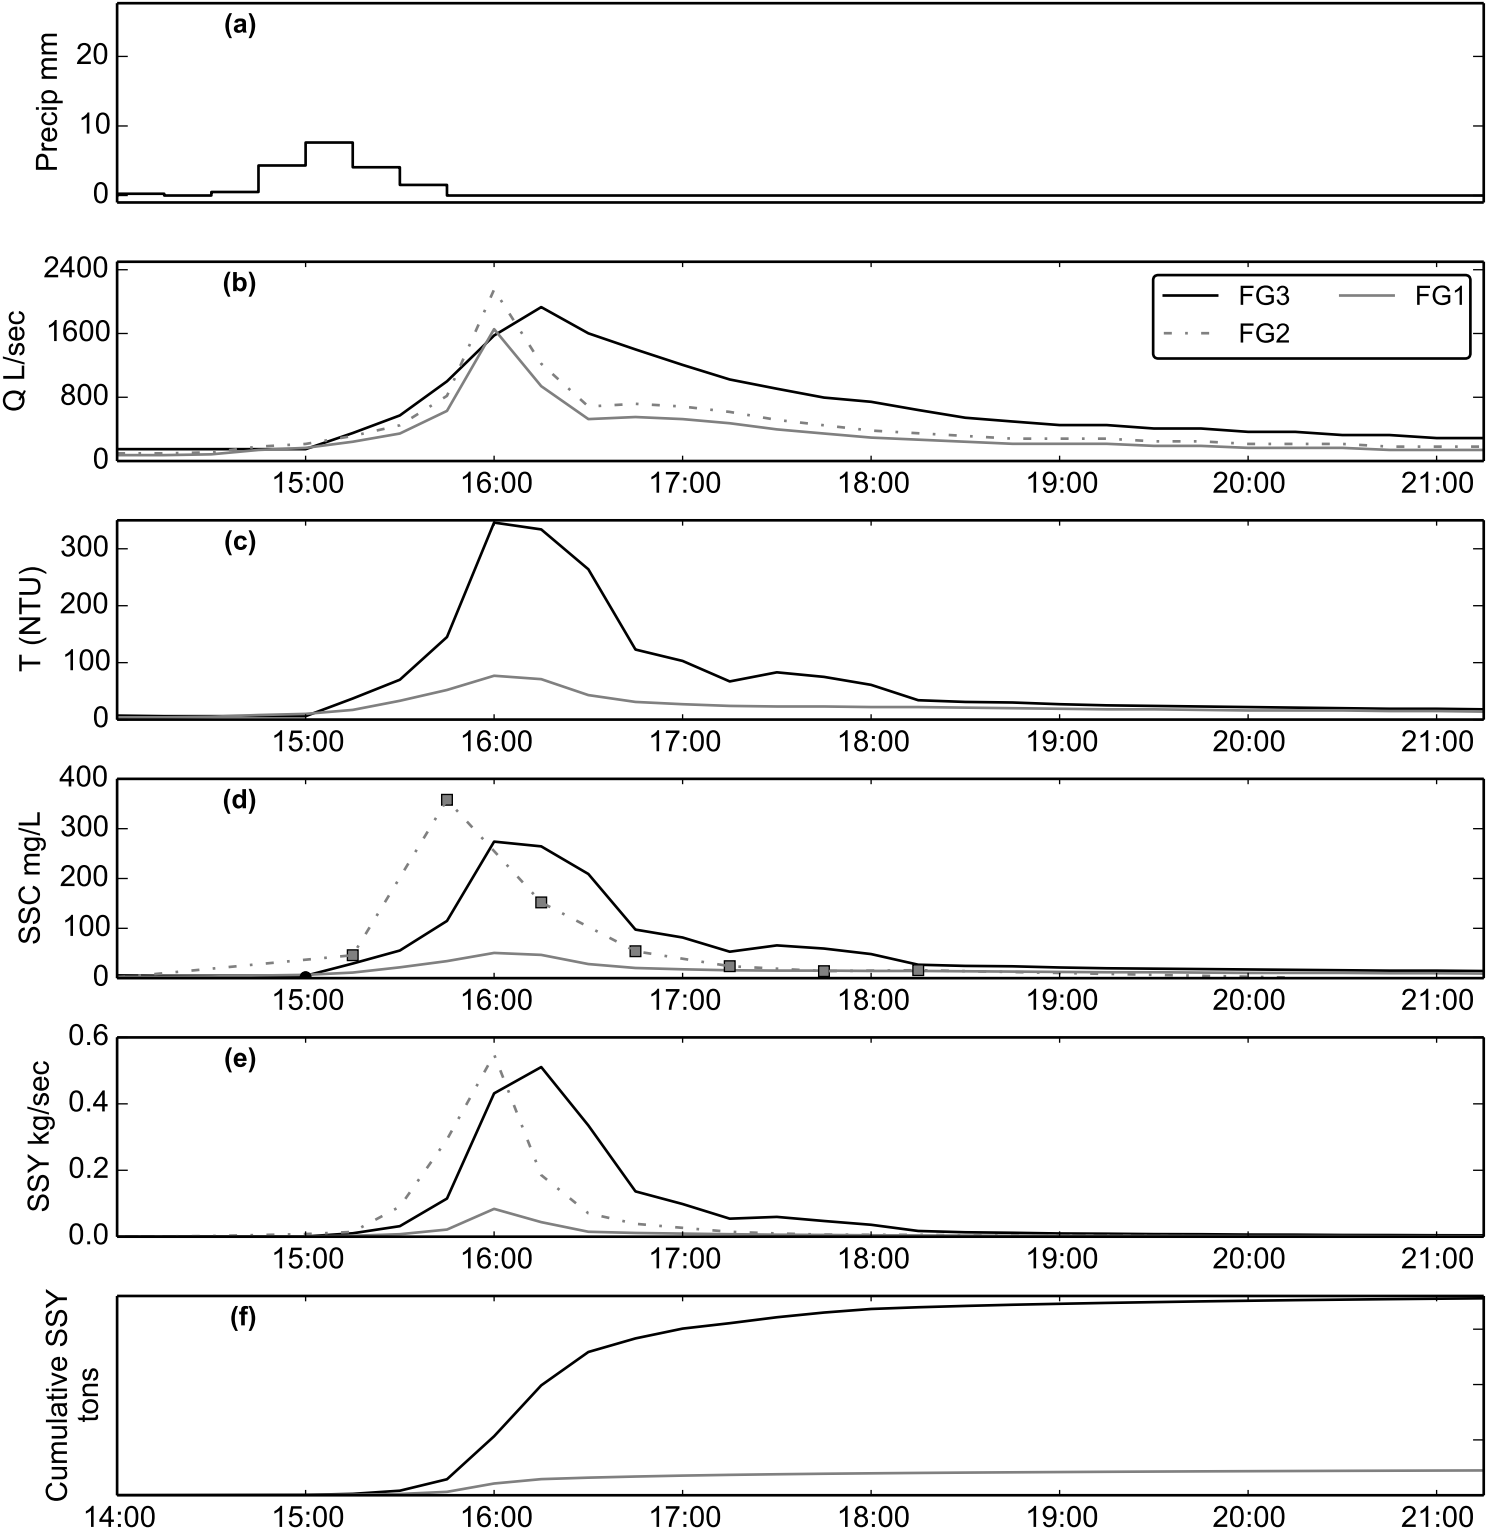 (a)
Precip mm
20
10
0
(b)
Q L/sec
2400
1600
800
0
FG3 FG1
FG2
15:00 16:00 17:00 18:00 19:00 20:00 21:00
(c)
T (NTU)
300
200
100
0
15:00 16:00 17:00 18:00 19:00 20:00 21:00
(d)
SSC mg/L
400
300
200
100
0
15:00 16:00 17:00 18:00 19:00 20:00 21:00
(e)
SSY kg/sec
0.6
0.4
0.2
0.0
15:00 16:00 17:00 18:00 19:00 20:00 21:00
(f)
Cumulative SSY
tons
14:00 15:00 16:00 17:00 18:00 19:00 20:00 21:00